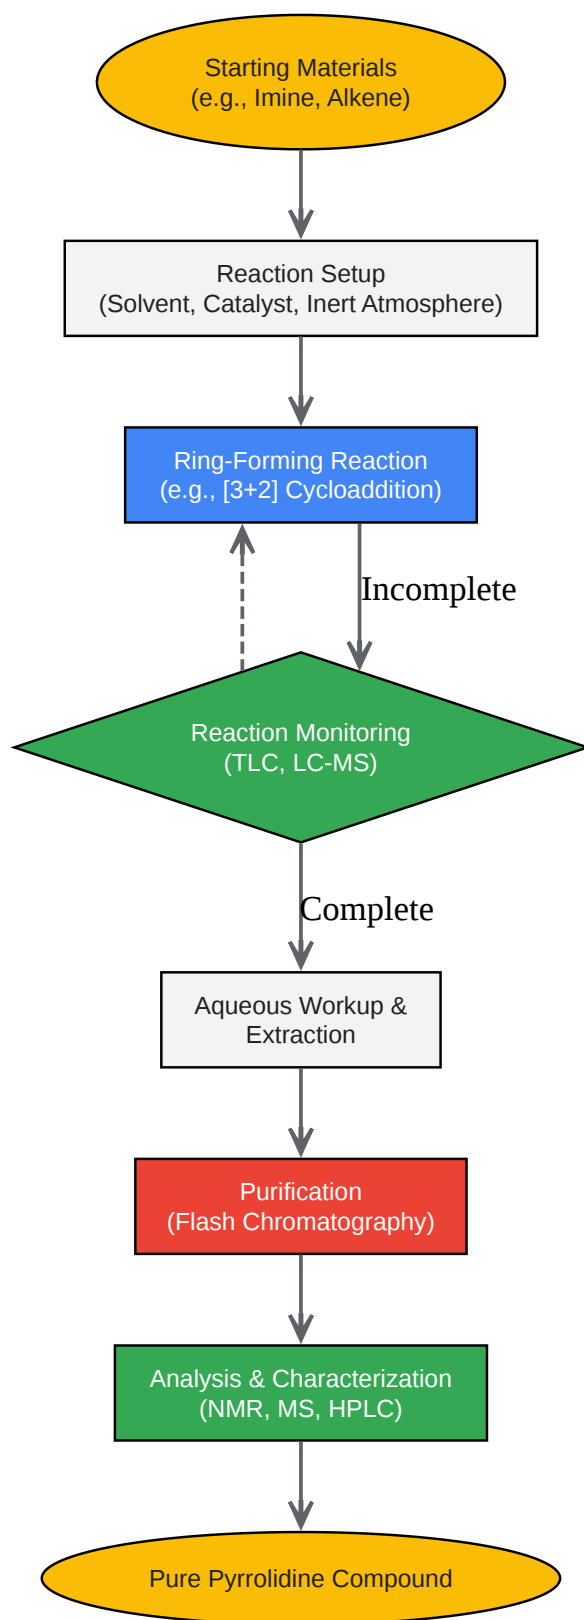 Starting Materials
(e.g., Imine, Alkene)
Reaction Setup
(Solvent, Catalyst, Inert Atmosphere)
Ring-Forming Reaction
(e.g., [3+2] Cycloaddition)
Incomplete
Reaction Monitoring
(TLC, LC-MS)
Complete
Aqueous Workup &
Extraction
Purification
(Flash Chromatography)
Analysis & Characterization
(NMR, MS, HPLC)
Pure Pyrrolidine Compound